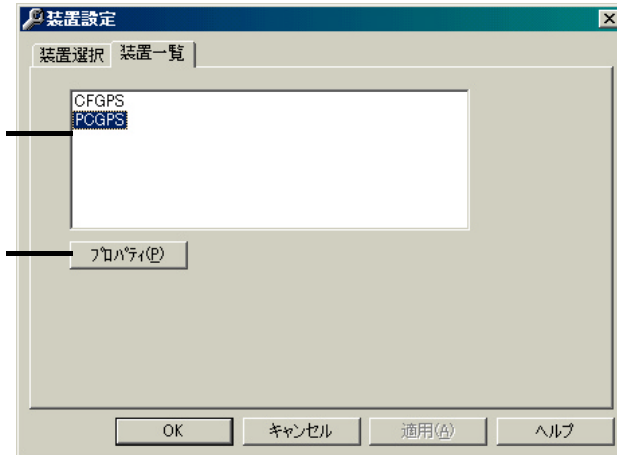 装置設定
装置選択 装置一覧
CFGPS
PCGPS
プロパティ(P)
OK キャンセル 適用(A) ヘルプ